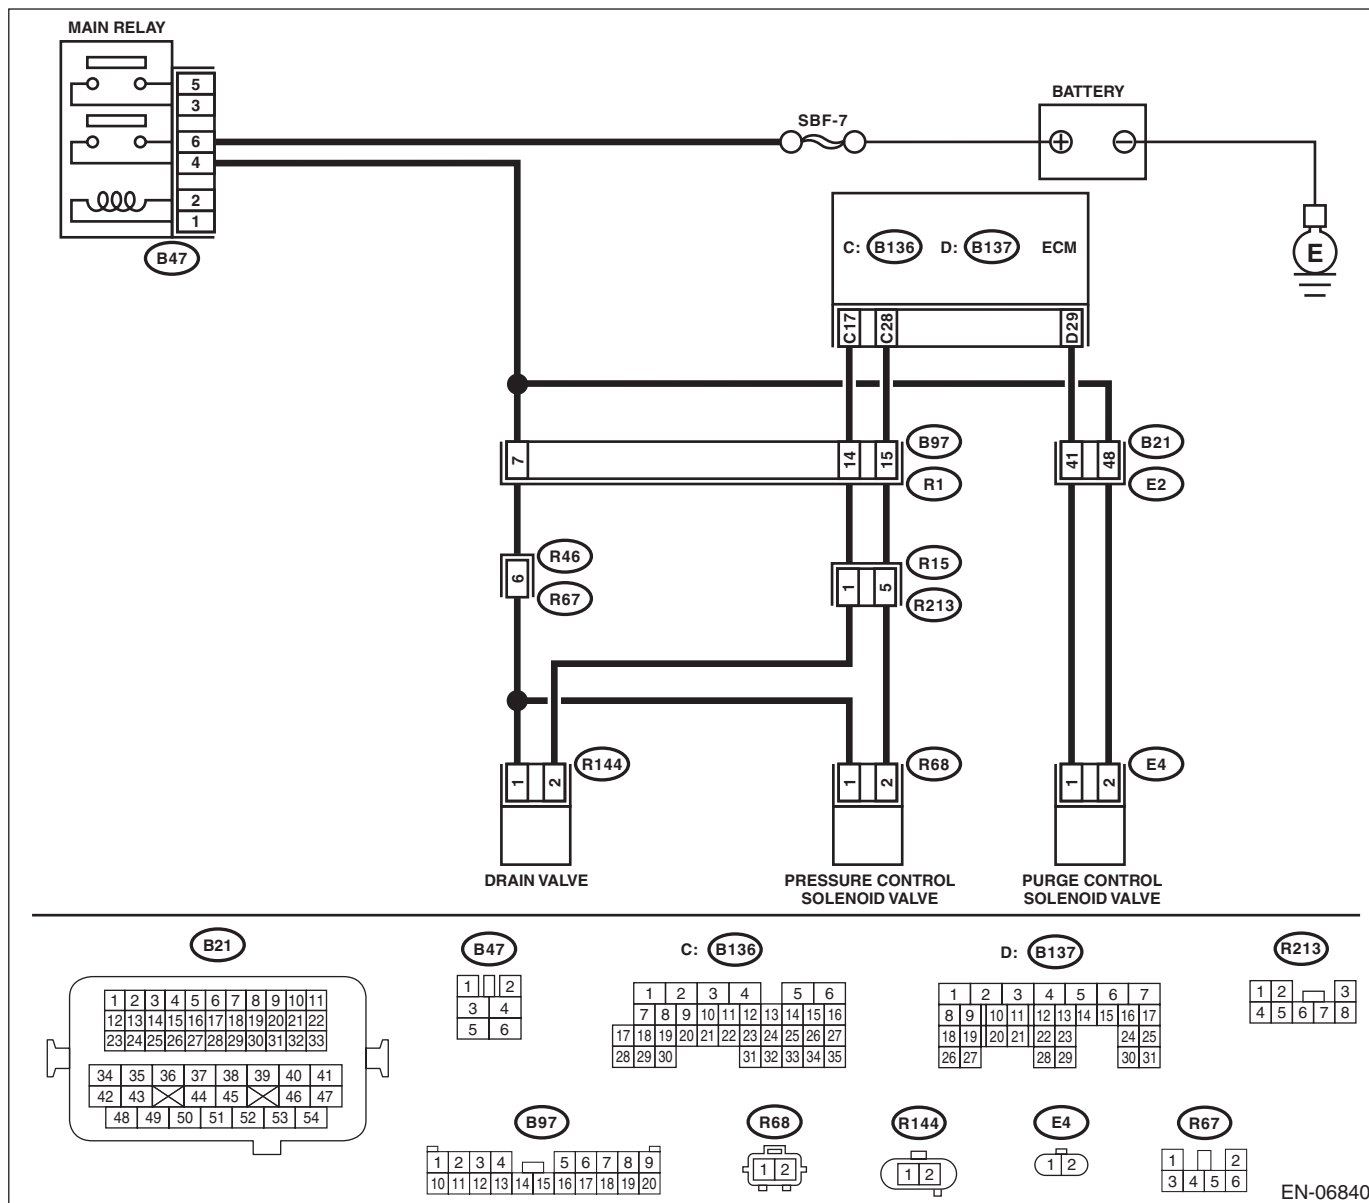 MAIN RELAY
5
3
6
4
2
1
B47
SBF-7
BATTERY
E
C: B136 D: B137 ECM
C17 C28 D29
7 14 15 B97
R1
41 48 B21
E2
6 R46
R67
1 5 R15
R213
1 2 R144
1 2 R68
1 2 E4
DRAIN VALVE
PRESSURE CONTROL
SOLENOID VALVE
PURGE CONTROL
SOLENOID VALVE
B21
1 2 3 4 5 6 7 8 9 10 11
12 13 14 15 16 17 18 19 20 21 22
23 24 25 26 27 28 29 30 31 32 33
34 35 36 37 38 39 40 41
42 43 44 45 46 47
48 49 50 51 52 53 54
B47
1 2
3 4
5 6
C: B136
1 2 3 4 5 6
7 8 9 10 11 12 13 14 15 16
17 18 19 20 21 22 23 24 25 26 27
28 29 30 31 32 33 34 35
D: B137
1 2 3 4 5 6 7
8 9 10 11 12 13 14 15 16 17
18 19 20 21 22 23 24 25
26 27 28 29 30 31
R213
1 2 3
4 5 6 7 8
B97
1 2 3 4 5 6 7 8 9
10 11 12 13 14 15 16 17 18 19 20
R68
1 2
R144
1 2
E4
1 2
R67
1 2
3 4 5 6
EN-06840